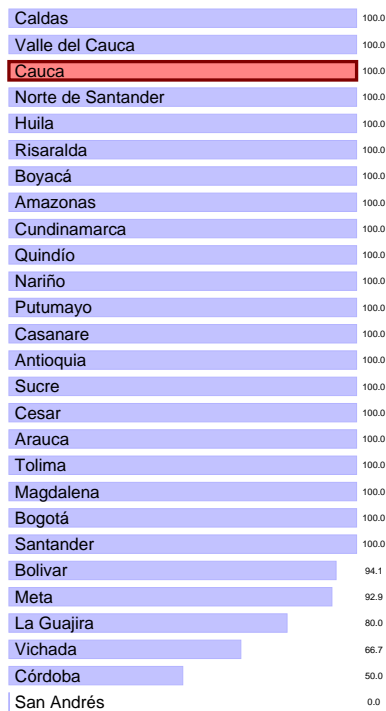 Caldas 100.0
Valle del Cauca 100.0
Cauca 100.0
Norte de Santander 100.0
Huila 100.0
Risaralda 100.0
Boyacá 100.0
Amazonas 100.0
Cundinamarca 100.0
Quindío 100.0
Nariño 100.0
Putumayo 100.0
Casanare 100.0
Antioquia 100.0
Sucre 100.0
Cesar 100.0
Arauca 100.0
Tolima 100.0
Magdalena 100.0
Bogotá 100.0
Santander 100.0
Bolivar 94.1
Meta 92.9
La Guajira 80.0
Vichada 66.7
Córdoba 50.0
San Andrés 0.0